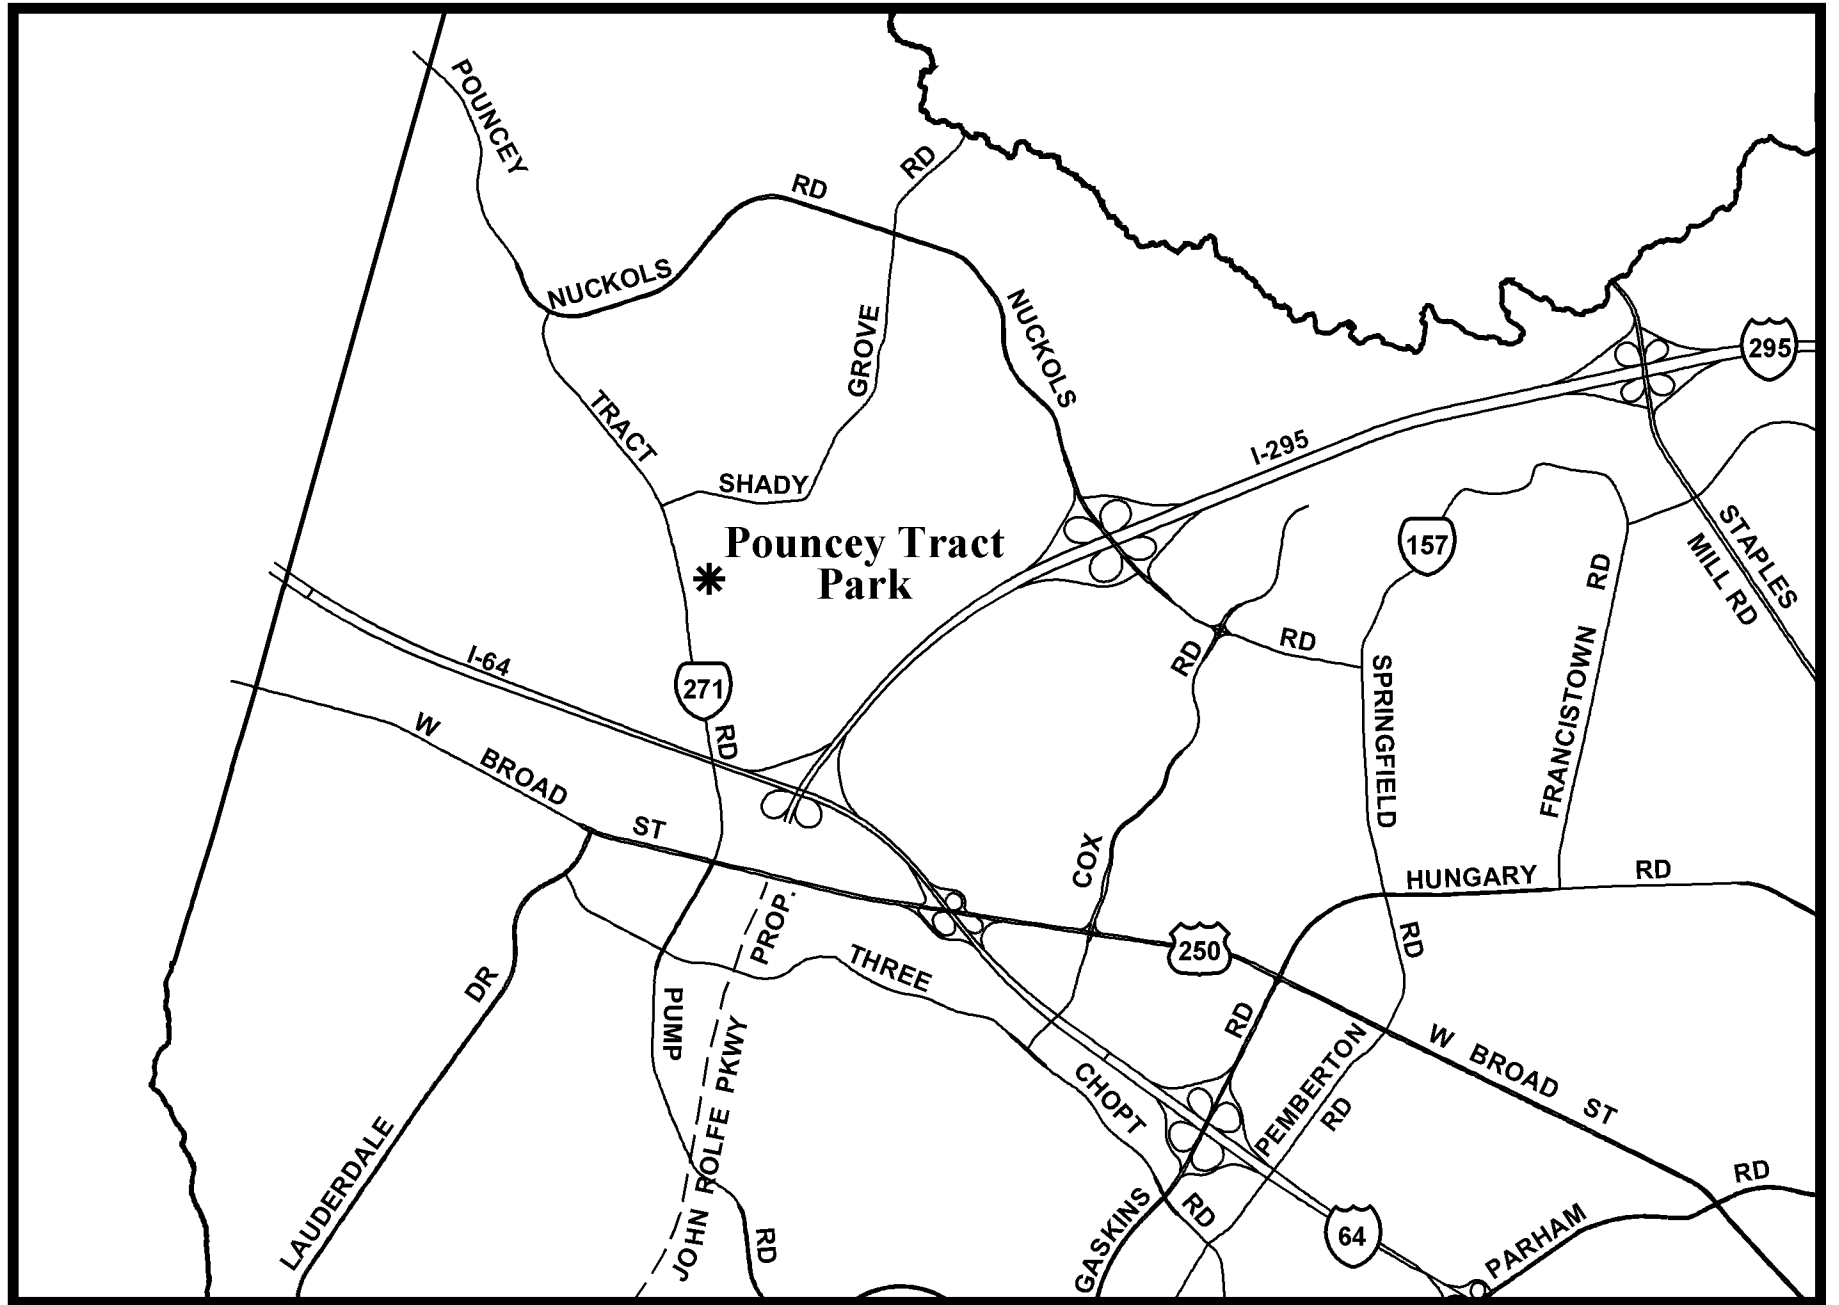 POUNCEY
RD
RD
NUCKOLS
NUCKOLS
GROVE
295
TRACT
I-295
SHADY
Pouncey Tract
Park
157
STAPLES
MILL RD
RD
RD
RD
I-64
271
SPRINGFIELD
FRANCISTOWN
W
BROAD
ST
RD
COX
HUNGARY
RD
PROP.
THREE
250
RD
DR
PUMP
JOHN ROLFE PKWY
RD
PEMBERTON
RD
W BROAD ST
CHOPT
RD
LAUDERDALE
RD
GASKINS
64
PARHAM
RD